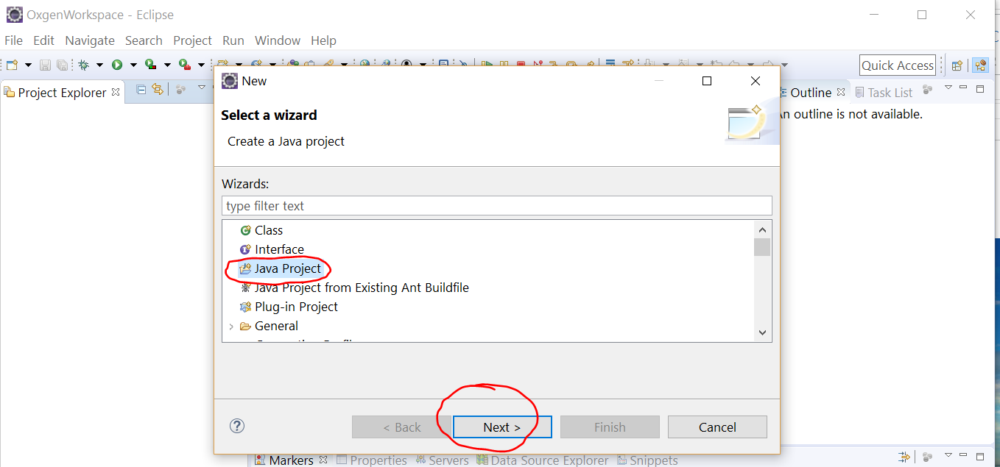 OxgenWorkspace - Eclipse
File Edit Navigate Search Project Run Window Help
Quick Access
Project Explorer
New
Outline
Task List
An outline is not available.
Select a wizard
Create a Java project
Wizards:
type filter text
Class
Interface
Java Project
Java Project from Existing Ant Buildfile
Plug-in Project
General
< Back
Next >
Finish
Cancel
Markers
Properties
Servers
Data Source Explorer
Snippets